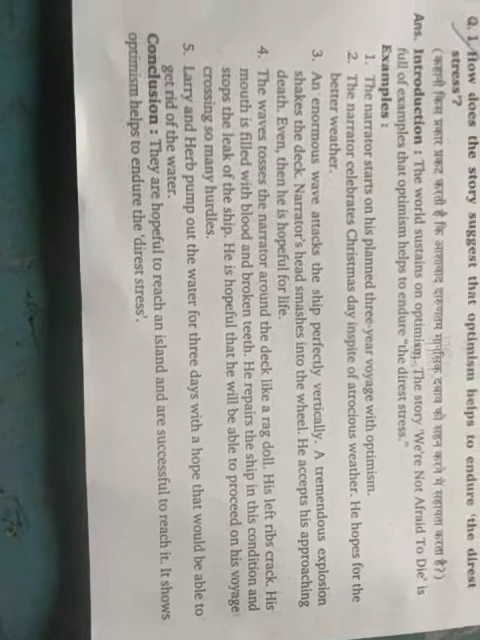 Q. 1. How does the story suggest that optimism helps to endure 'the direst
stress'?
(कहानी किस प्रकार प्रकट करती है कि आशावाद दारुणतम मानसिक दबाव को सहन करने में सहायता करता है?)
Ans. Introduction : The world sustains on optimism. The story 'We're Not Afraid To Die' is
full of examples that optimism helps to endure "the direst stress."
Examples :
1. The narrator starts on his planned three-year voyage with optimism.
2. The narrator celebrates Christmas day inspite of atrocious weather. He hopes for the
better weather.
3. An enormous wave attacks the ship perfectly vertically. A tremendous explosion
shakes the deck. Narrator's head smashes into the wheel. He accepts his approaching
death. Even, then he is hopeful for life.
4. The waves tosses the narrator around the deck like a rag doll. His left ribs crack. His
mouth is filled with blood and broken teeth. He repairs the ship in this condition and
stops the leak of the ship. He is hopeful that he will be able to proceed on his voyage
crossing so many hurdles.
5. Larry and Herb pump out the water for three days with a hope that would be able to
get rid of the water.
Conclusion : They are hopeful to reach an island and are successful to reach it. It shows
optimism helps to endure the 'direst stress'.